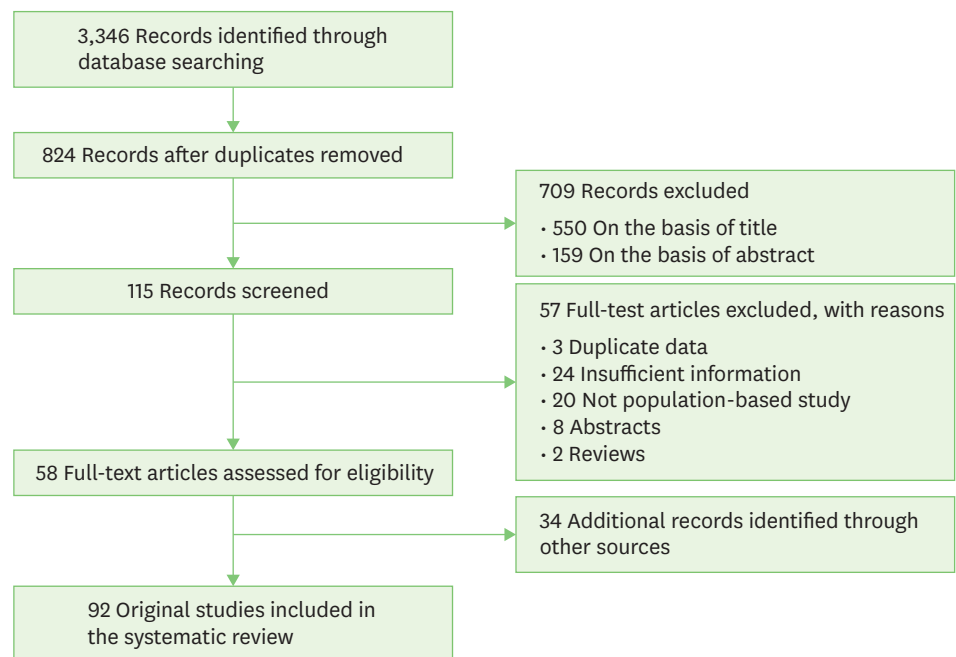 3,346 Records identified through
database searching
824 Records after duplicates removed
709 Records excluded
• 550 On the basis of title
• 159 On the basis of abstract
115 Records screened
57 Full-test articles excluded, with reasons
• 3 Duplicate data
• 24 Insufficient information
• 20 Not population-based study
• 8 Abstracts
• 2 Reviews
58 Full-text articles assessed for eligibility
34 Additional records identified through
other sources
92 Original studies included in
the systematic review